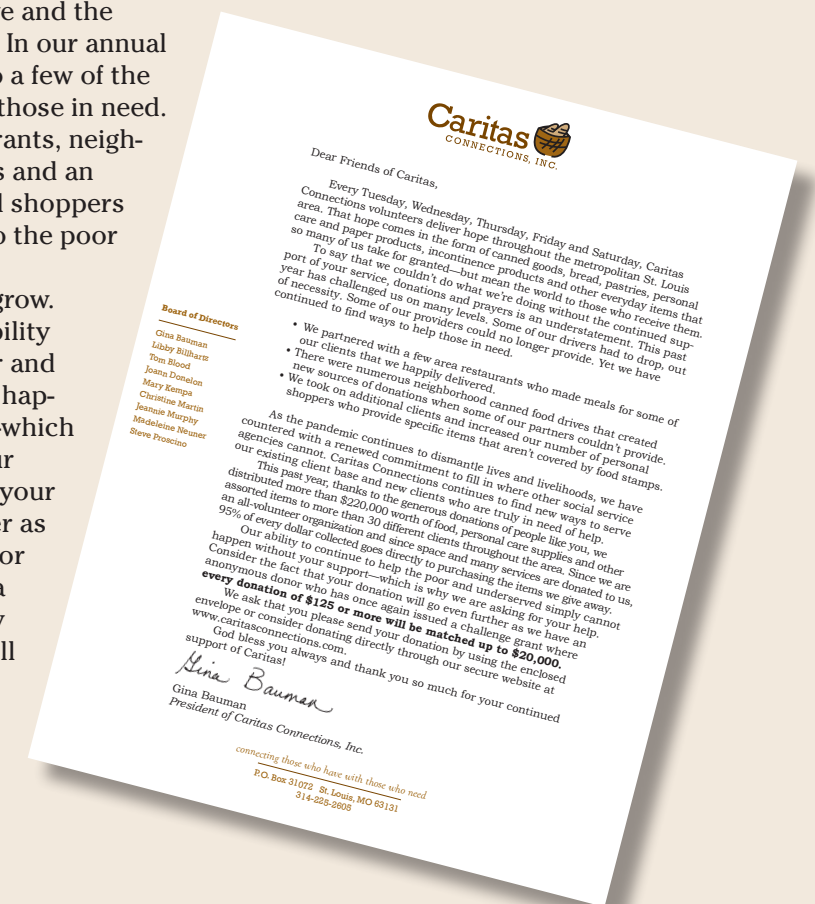 e and the
In our annual
o a few of the
those in need.
rants, neigh-
s and an
l shoppers
o the poor
grow.
bility
r and
hap-
which
ur
your
er as
or
a
y
ll
Caritas
CONNECTIONS, INC.
Dear Friends of Caritas,
Every Tuesday, Wednesday, Thursday, Friday and Saturday, Caritas
Connections volunteers deliver hope throughout the metropolitan St. Louis
area. That hope comes in the form of canned goods, bread, pastries, personal
care and paper products, incontinence products and other everyday items that
so many of us take for granted—but mean the world to those who receive them.
To say that we couldn't do what we're doing without the continued sup-
port of your service, donations and prayers is an understatement. This past
year has challenged us on many levels. Some of our drivers had to drop, out
of necessity. Some of our providers could no longer provide. Yet we have
continued to find ways to help those in need.
• We partnered with a few area restaurants who made meals for some of
our clients that we happily delivered.
• There were numerous neighborhood canned food drives that created
new sources of donations when some of our partners couldn't provide.
• We took on additional clients and increased our number of personal
shoppers who provide specific items that aren't covered by food stamps.
As the pandemic continues to dismantle lives and livelihoods, we have
countered with a renewed commitment to fill in where other social service
agencies cannot. Caritas Connections continues to find new ways to serve
our existing client base and new clients who are truly in need of help.
This past year, thanks to the generous donations of people like you, we
distributed more than $220,000 worth of food, personal care supplies and other
assorted items to more than 30 different clients throughout the area. Since we are
an all-volunteer organization and since space and many services are donated to us,
95% of every dollar collected goes directly to purchasing the items we give away.
Our ability to continue to help the poor and underserved simply cannot
happen without your support—which is why we are asking for your help.
Consider the fact that your donation will go even further as we have an
anonymous donor who has once again issued a challenge grant where
every donation of $125 or more will be matched up to $20,000.
We ask that you please send your donation by using the enclosed
envelope or consider donating directly through our secure website at
www.caritasconnections.com.
God bless you always and thank you so much for your continued
support of Caritas!
Gina Bauman
Gina Bauman
President of Caritas Connections, Inc.
Board of Directors
Gina Bauman
Libby Billhartz
Tom Blood
Joann Donelon
Mary Kempa
Christine Martin
Jeannie Murphy
Madeleine Neuner
Steve Proscino
connecting those who have with those who need
P.O. Box 31072 St. Louis, MO 63131
314-225-2605